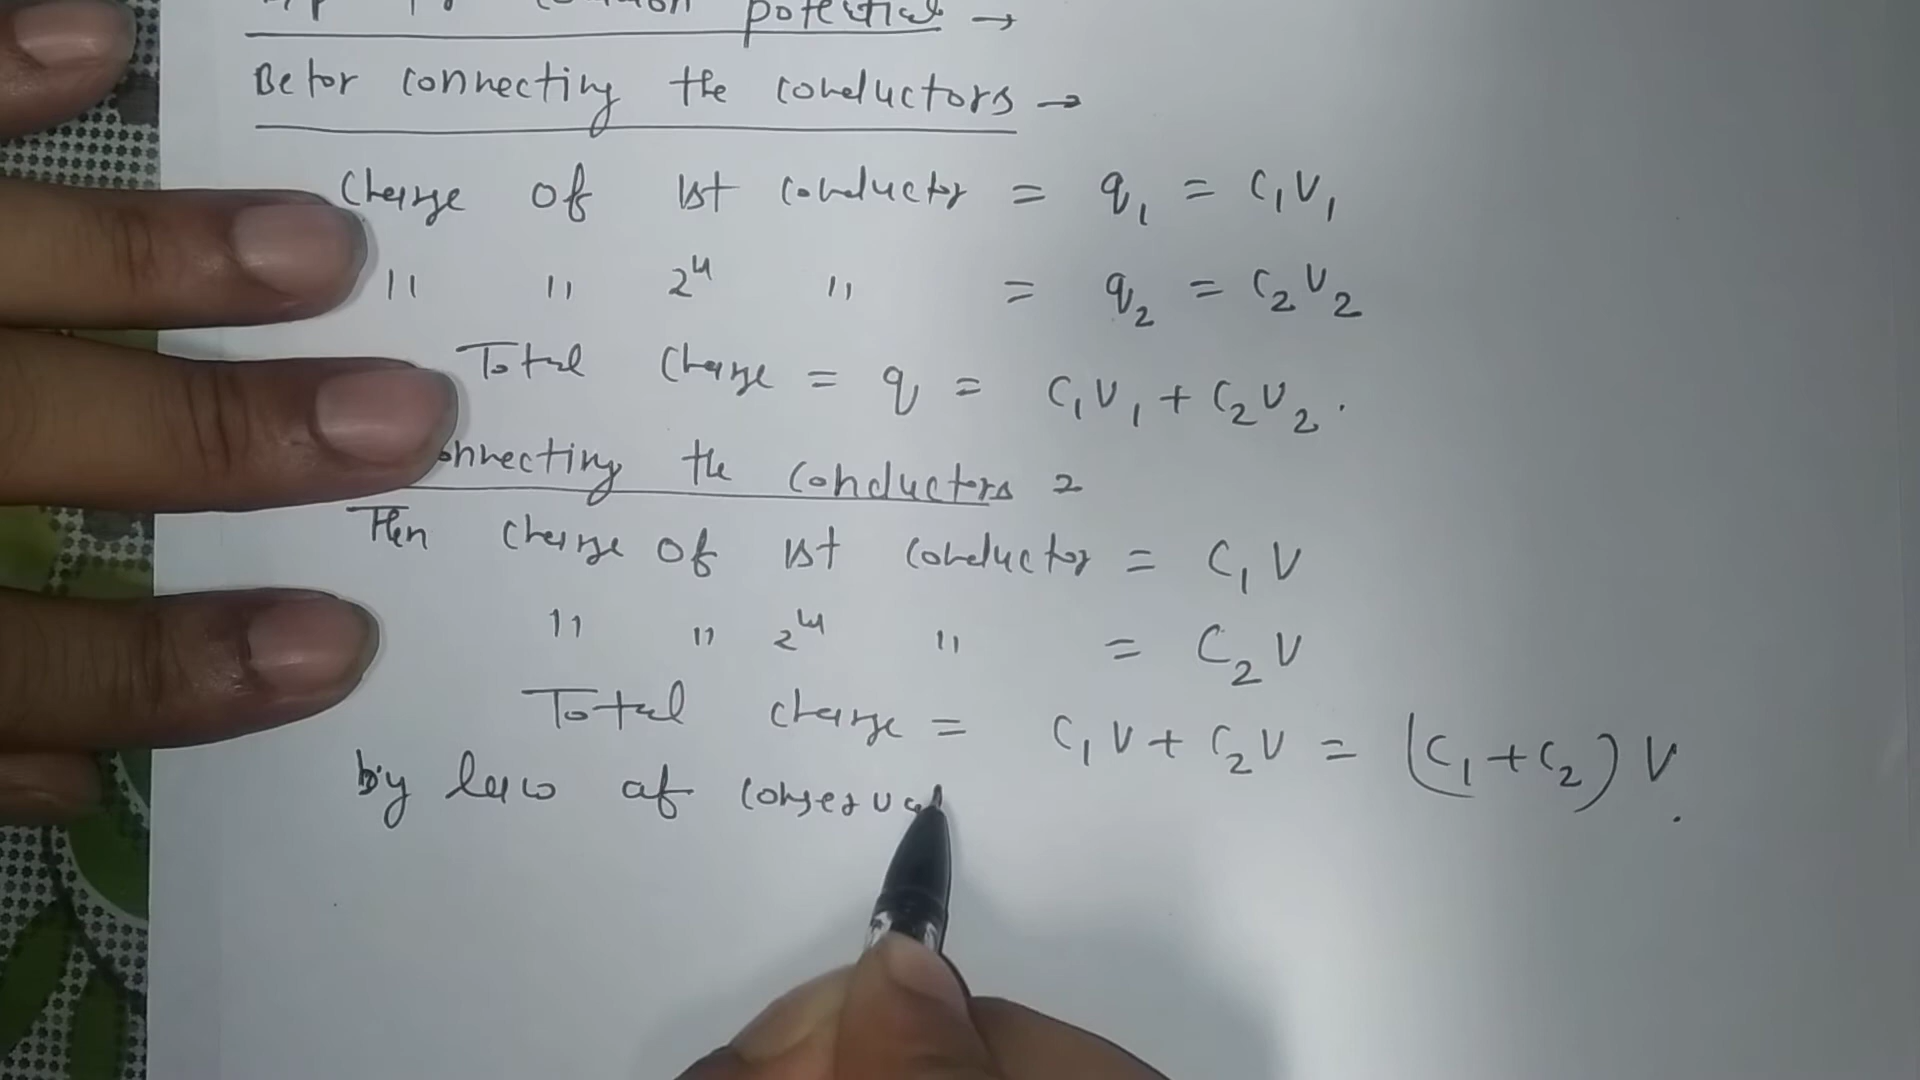 potential →
Befor connecting the conductors →
Charge of 1st conductor = q₁ = C₁V₁
" " 2nd " = q₂ = C₂V₂
Total charge = q = C₁V₁ + C₂V₂.
onnecting the conductors
Then charge of 1st conductor = C₁V
" " 2nd " = C₂V
Total charge = C₁V + C₂V = (C₁+C₂)V.
by law of conserva